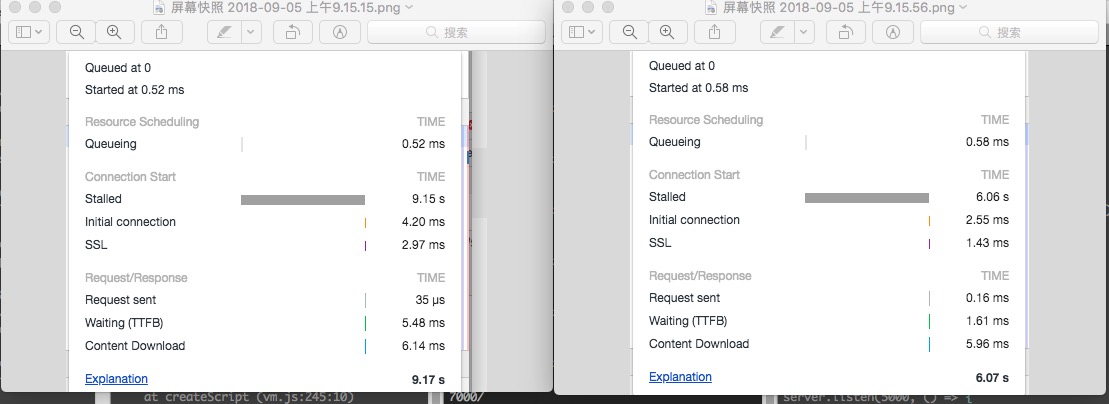 屏幕快照 2018-09-05 上午9.15.15.png
搜索
Queued at 0
Started at 0.52 ms
Resource Scheduling TIME
Queueing 0.52 ms
Connection Start TIME
Stalled 9.15 s
Initial connection 4.20 ms
SSL 2.97 ms
Request/Response TIME
Request sent 35 μs
Waiting (TTFB) 5.48 ms
Content Download 6.14 ms
Explanation 9.17 s
屏幕快照 2018-09-05 上午9.15.56.png
搜索
Queued at 0
Started at 0.58 ms
Resource Scheduling TIME
Queueing 0.58 ms
Connection Start TIME
Stalled 6.06 s
Initial connection 2.55 ms
SSL 1.43 ms
Request/Response TIME
Request sent 0.16 ms
Waiting (TTFB) 1.61 ms
Content Download 5.96 ms
Explanation 6.07 s
at createScript (vm.js:245:10)
7000/
server.listen(5000, () => {